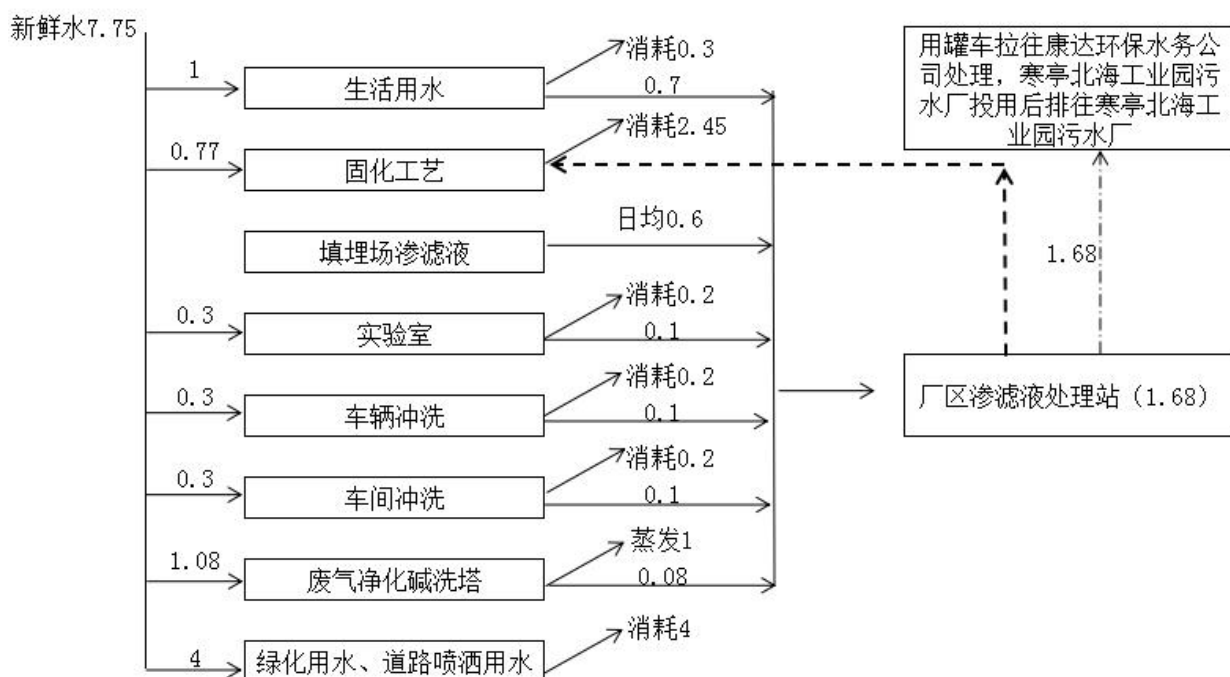 新鲜水7.75
1
生活用水
消耗0.3
0.7
0.77
固化工艺
消耗2.45
填埋场渗滤液
日均0.6
0.3
实验室
消耗0.2
0.1
0.3
车辆冲洗
消耗0.2
0.1
0.3
车间冲洗
消耗0.2
0.1
1.08
废气净化碱洗塔
蒸发1
0.08
4
绿化用水、道路喷洒用水
消耗4
用罐车拉往康达环保水务公
司处理，寒亭北海工业园污
水厂投用后排往寒亭北海工
业园污水厂
1.68
厂区渗滤液处理站（1.68）